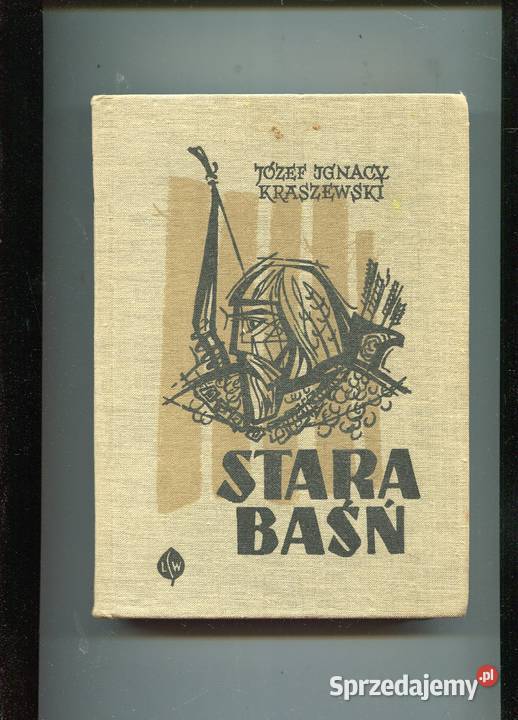 JÓZEF IGNACY
KRASZEWSKI
STARA
BAŚŃ
LSW
Sprzedajemy.pl